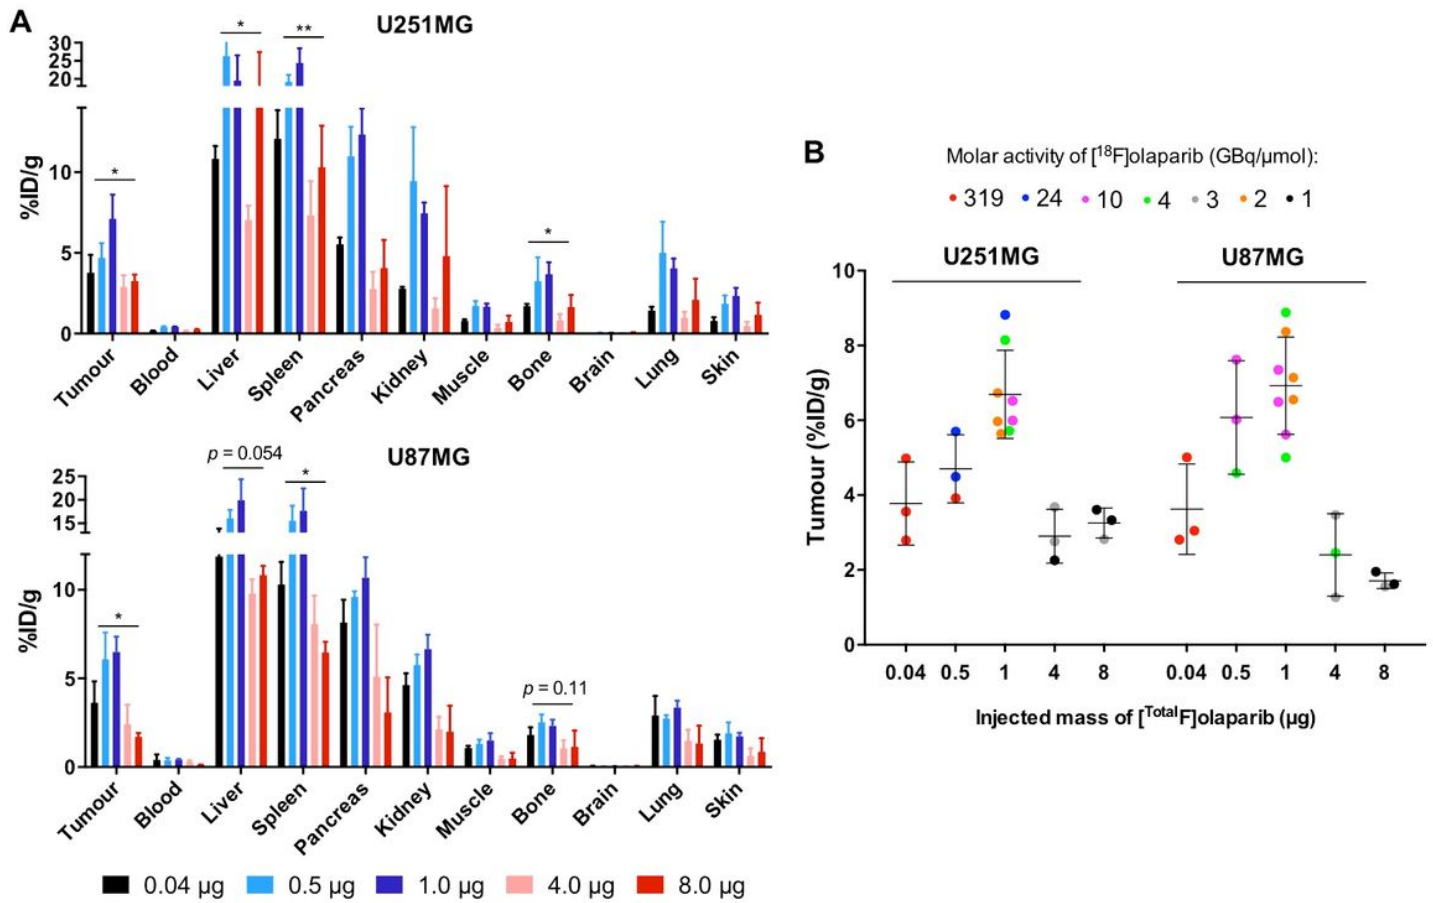 A
U251MG
%ID/g
30
25
20
10
5
0
*
*
**
*
Tumour
Blood
Liver
Spleen
Pancreas
Kidney
Muscle
Bone
Brain
Lung
Skin
U87MG
%ID/g
25
20
15
10
5
0
*
p = 0.054
*
p = 0.11
Tumour
Blood
Liver
Spleen
Pancreas
Kidney
Muscle
Bone
Brain
Lung
Skin
0.04 µg 0.5 µg 1.0 µg 4.0 µg 8.0 µg
B
Molar activity of [18F]olaparib (GBq/µmol):
319 24 10 4 3 2 1
U251MG U87MG
Tumour (%ID/g)
10
8
6
4
2
0
0.04 0.5 1 4 8 0.04 0.5 1 4 8
Injected mass of [TotalF]olaparib (µg)